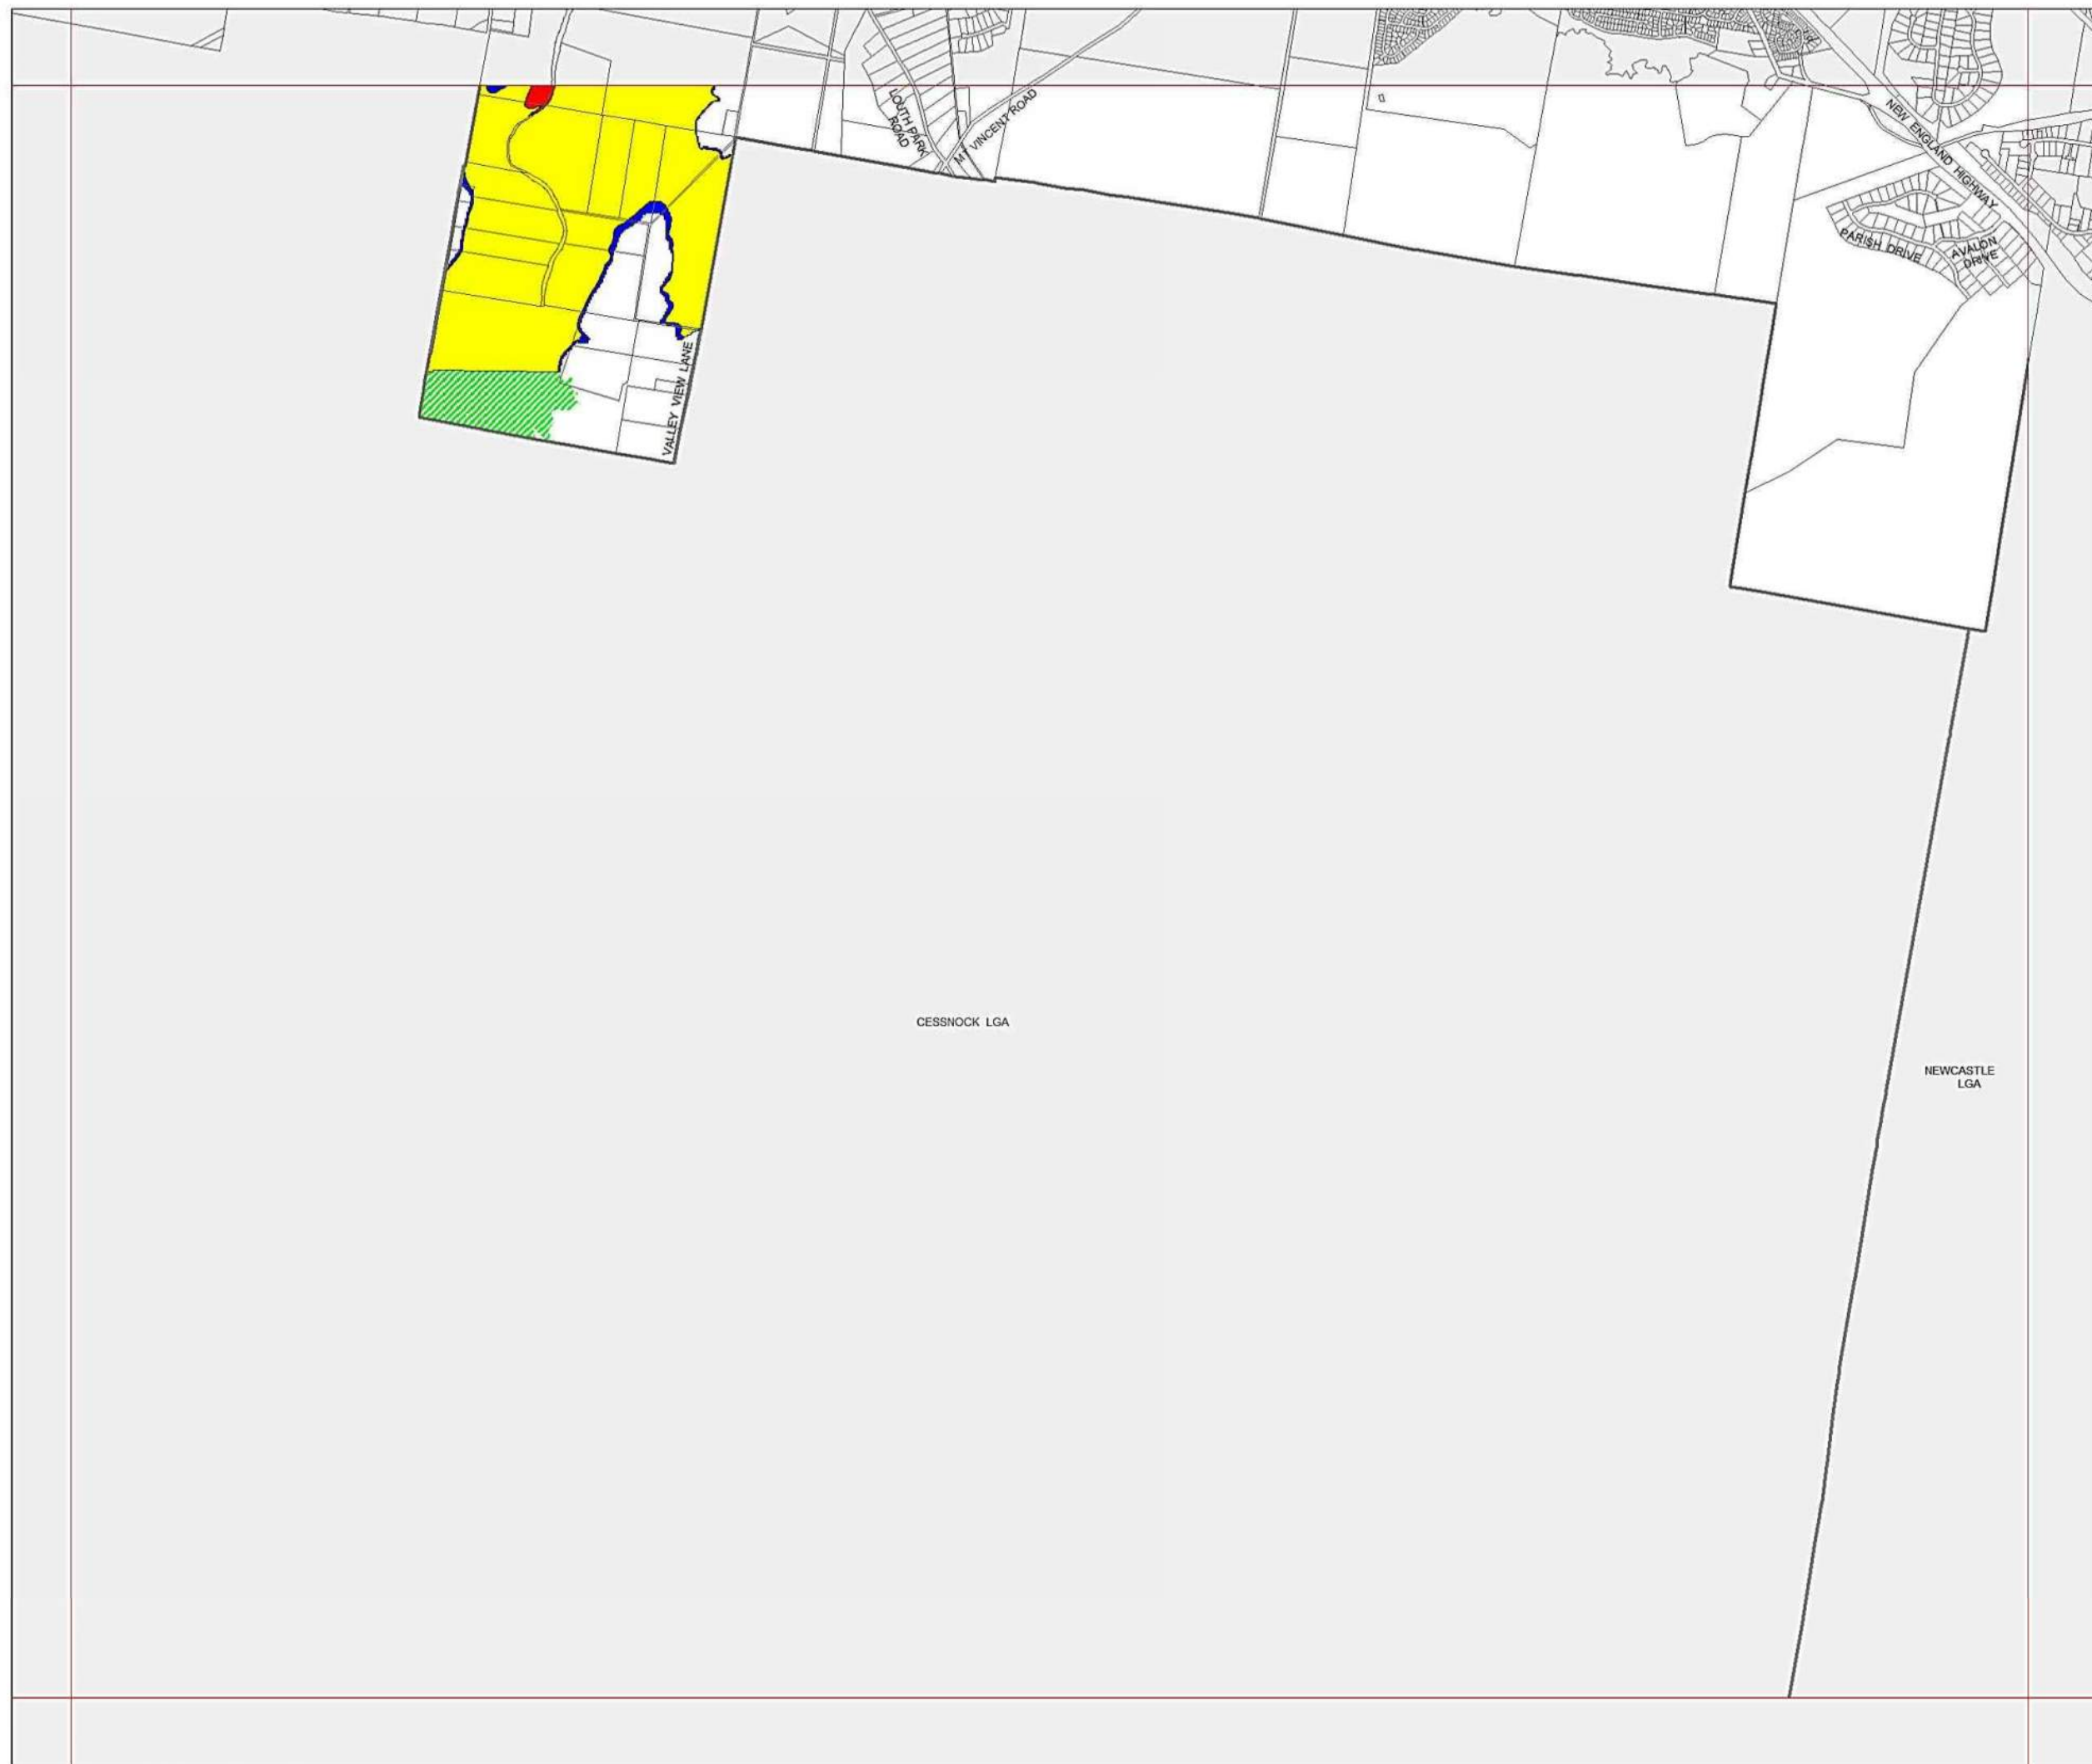 LOUTH PARK
ROAD
MT VINCENT ROAD
NEW ENGLAND HIGHWAY
PARISH DRIVE
AVALON
DRIVE
VALLEY VIEW LANE
CESSNOCK LGA
NEWCASTLE
LGA